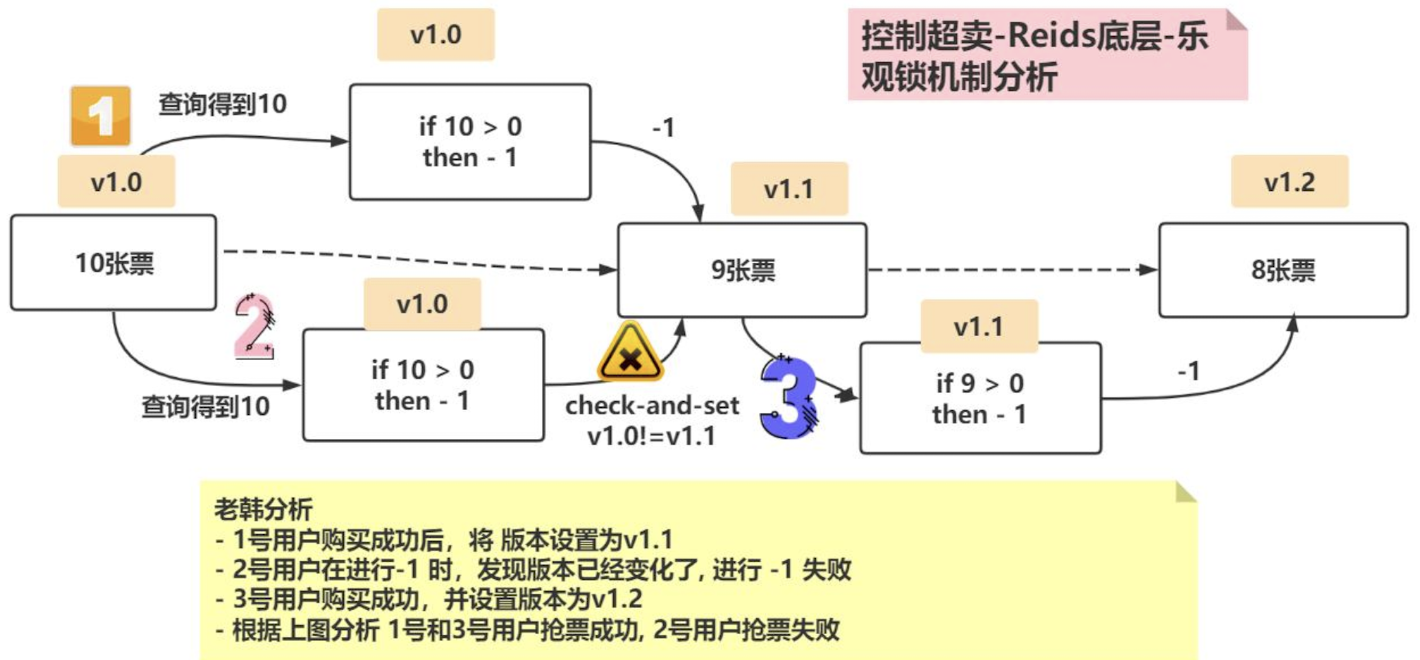 控制超卖-Reids底层-乐
观锁机制分析
v1.0
1
查询得到10
if 10 > 0
then - 1
-1
v1.0
10张票
v1.1
9张票
v1.2
8张票
2
查询得到10
v1.0
if 10 > 0
then - 1
check-and-set
v1.0!=v1.1
3
v1.1
if 9 > 0
then - 1
-1
老韩分析
- 1号用户购买成功后，将 版本设置为v1.1
- 2号用户在进行-1 时，发现版本已经变化了, 进行 -1 失败
- 3号用户购买成功，并设置版本为v1.2
- 根据上图分析 1号和3号用户抢票成功, 2号用户抢票失败